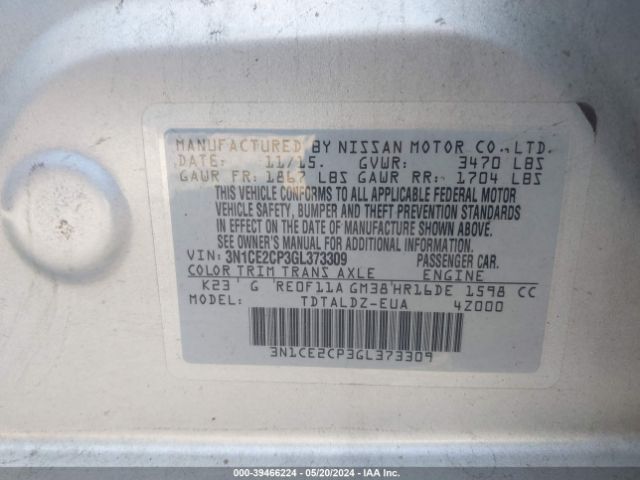 MANUFACTURED BY NISSAN MOTOR CO.,LTD.
DATE: 11/15. GVWR: 3470 LBS
GAWR FR: 1867 LBS GAWR RR: 1704 LBS
THIS VEHICLE CONFORMS TO ALL APPLICABLE FEDERAL MOTOR
VEHICLE SAFETY, BUMPER AND THEFT PREVENTION STANDARDS
IN EFFECT ON THE DATE OF MANUFACTURE SHOWN ABOVE.
SEE OWNER'S MANUAL FOR ADDITIONAL INFORMATION.
VIN: 3N1CE2CP3GL373309 PASSENGER CAR.
COLOR TRIM TRANS AXLE ENGINE
K23 G RE0F11A GM38 HR16DE 1598 CC
MODEL: TDTALDZ-EUA 4Z000
3N1CE2CP3GL373309
000-39466224 - 05/20/2024 - IAA Inc.